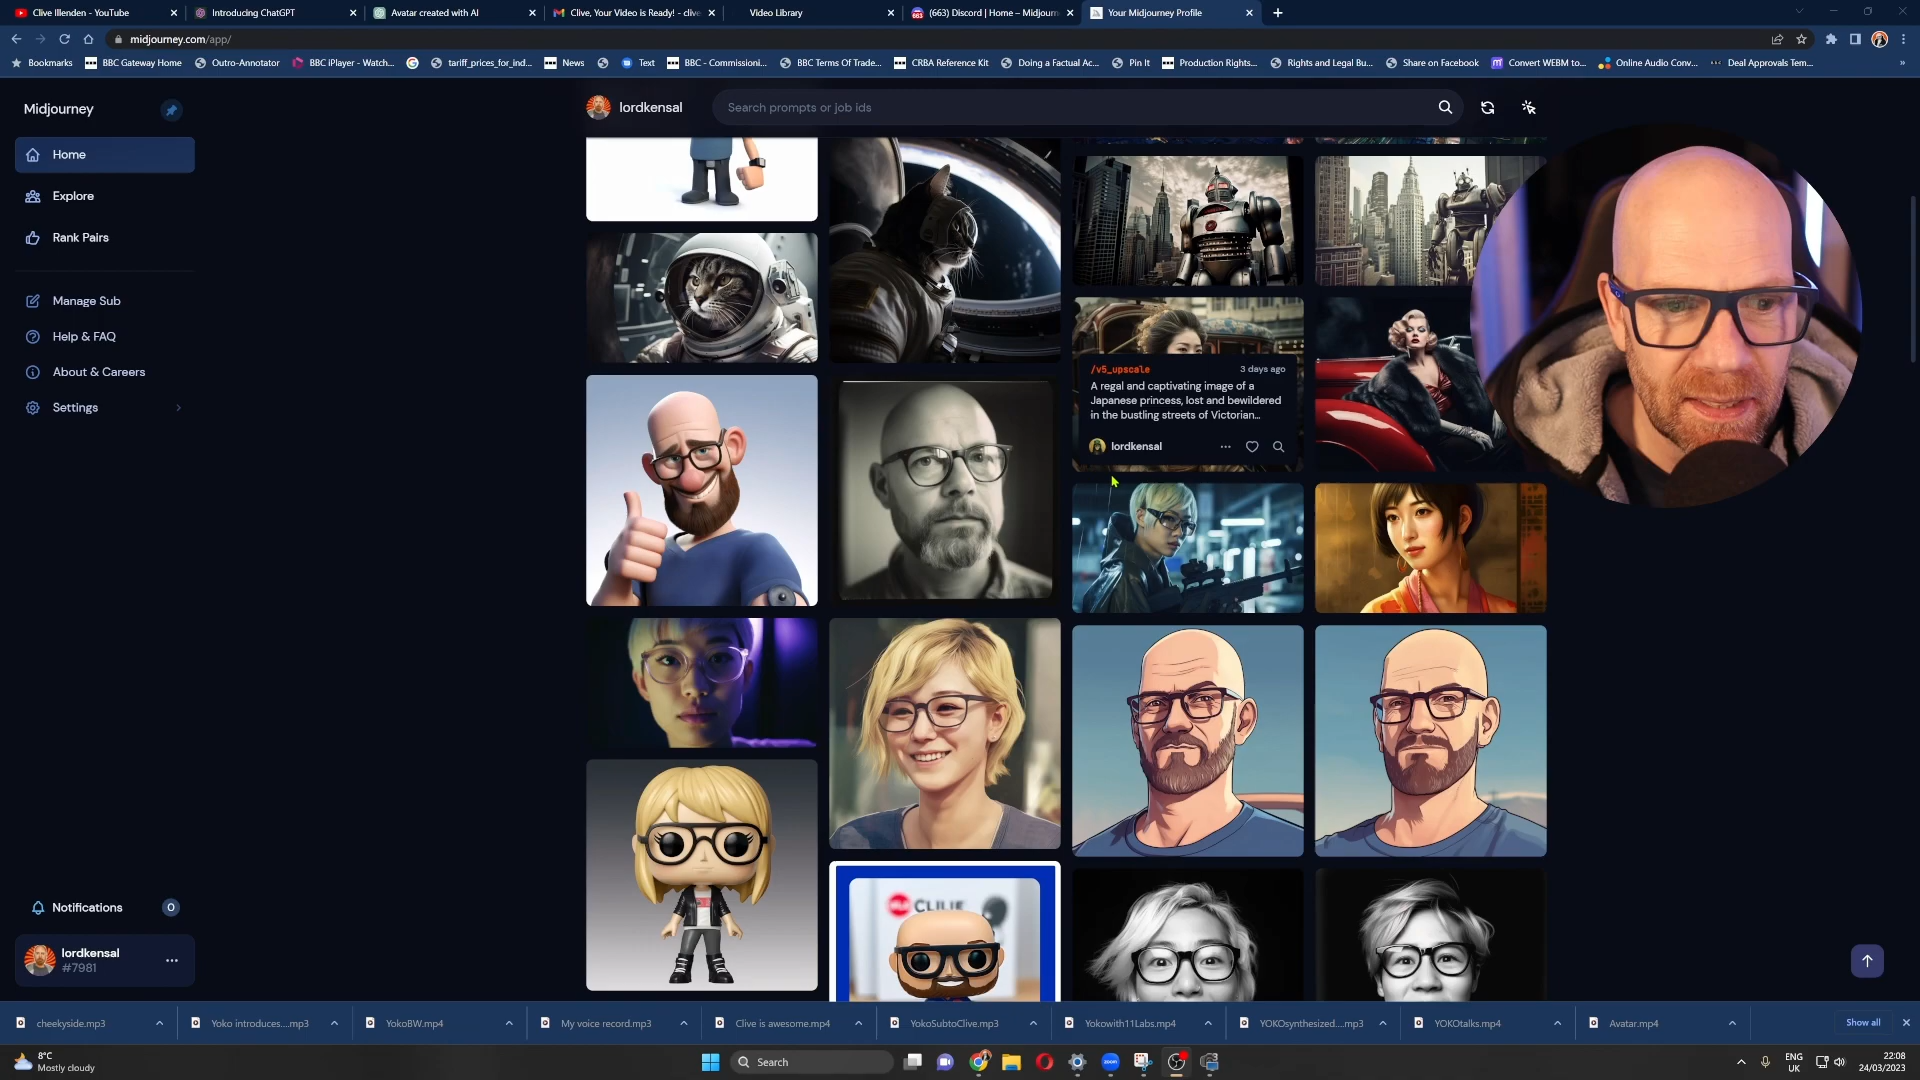 Clive Illenden - YouTube
Introducing ChatGPT
Avatar created with AI
Clive, Your Video is Ready! - clive
Video Library
(663) Discord | Home – Midjourn
Your Midjourney Profile
midjourney.com/app/
Bookmarks
BBC Gateway Home
Outro-Annotator
BBC iPlayer - Watch...
tariff_prices_for_ind...
News
Text
BBC - Commissioni...
BBC Terms Of Trade...
CRBA Reference Kit
Doing a Factual Ac...
Pin It
Production Rights...
Rights and Legal Bu...
Share on Facebook
Convert WEBM to...
Online Audio Conv...
Deal Approvals Tem...
»
Midjourney
Home
Explore
Rank Pairs
Manage Sub
Help & FAQ
About & Careers
Settings
Notifications
0
lordkensal
#7981
lordkensal
Search prompts or job ids
/v5_upscale
3 days ago
A regal and captivating image of a
Japanese princess, lost and bewildered
in the bustling streets of Victorian...
lordkensal
CLILIE
cheekyside.mp3
Yoko introduces....mp3
YokoBW.mp4
My voice record.mp3
Clive is awesome.mp4
YokoSubtoClive.mp3
Yokowith11Labs.mp4
YOKOsynthesized....mp3
YOKOtalks.mp4
Avatar.mp4
Show all
8°C
Mostly cloudy
Search
zoom
ENG
UK
22:08
24/03/2023